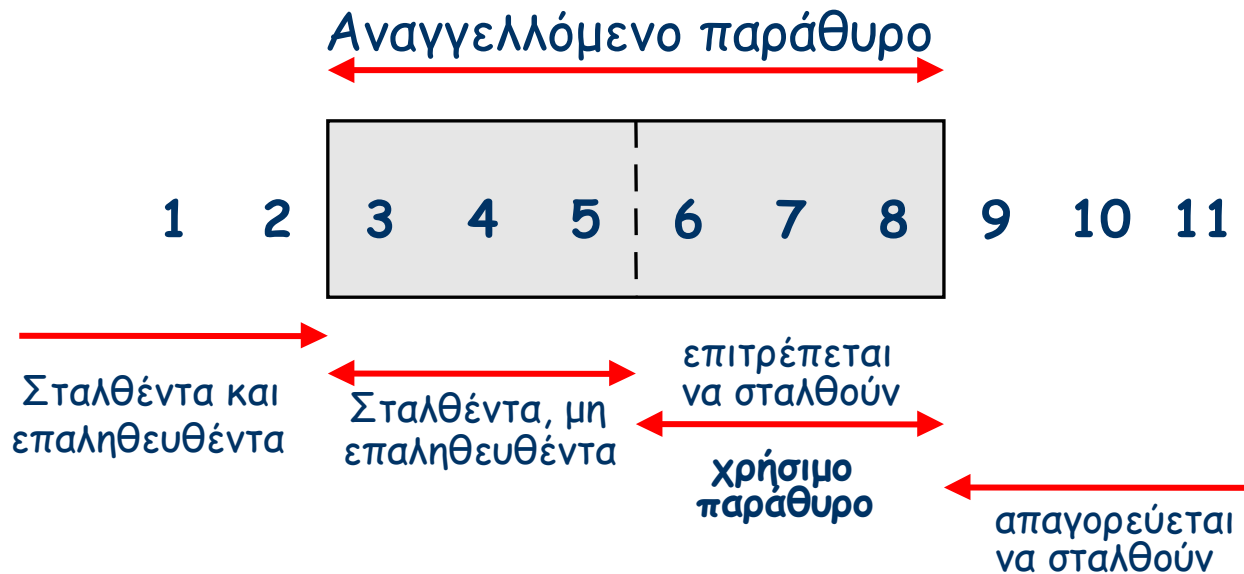 Αναγγελλόμενο παράθυρο
1 2 3 4 5 6 7 8 9 10 11
Σταλθέντα και
επαληθευθέντα
Σταλθέντα, μη
επαληθευθέντα
επιτρέπεται
να σταλθούν
χρήσιμο
παράθυρο
απαγορεύεται
να σταλθούν